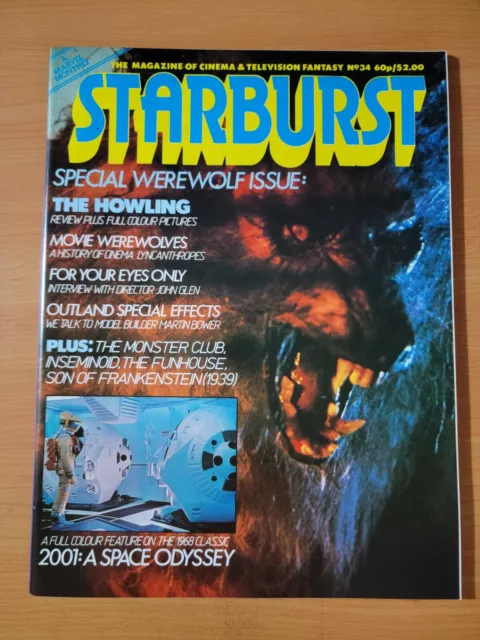 A
MARVEL
MONTHLY
THE MAGAZINE OF CINEMA & TELEVISION FANTASY Nº34 60p/$2.00
STARBURST
SPECIAL WEREWOLF ISSUE:
THE HOWLING
REVIEW PLUS FULL COLOUR PICTURES
MOVIE WEREWOLVES
A HISTORY OF CINEMA LYNCANTHROPES
FOR YOUR EYES ONLY
INTERVIEW WITH DIRECTOR JOHN GLEN
OUTLAND SPECIAL EFFECTS
WE TALK TO MODEL BUILDER MARTIN BOWER
PLUS: THE MONSTER CLUB,
INSEMINOID, THE FUNHOUSE,
SON OF FRANKENSTEIN (1939)
A FULL COLOUR FEATURE ON THE 1968 CLASSIC
2001: A SPACE ODYSSEY